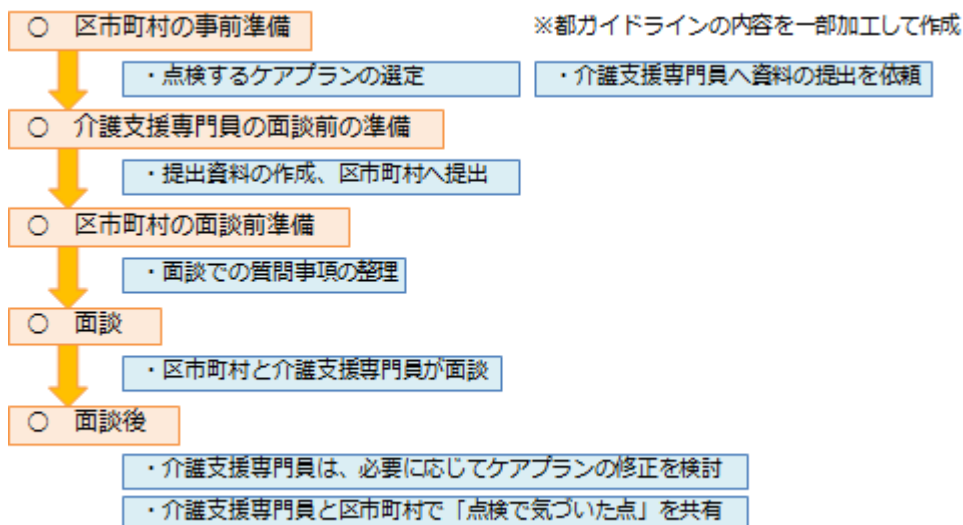 ○　区市町村の事前準備
※都ガイドラインの内容を一部加工して作成
・点検するケアプランの選定
・介護支援専門員へ資料の提出を依頼
○　介護支援専門員の面談前の準備
・提出資料の作成、区市町村へ提出
○　区市町村の面談前準備
・面談での質問事項の整理
○　面談
・区市町村と介護支援専門員が面談
○　面談後
・介護支援専門員は、必要に応じてケアプランの修正を検討
・介護支援専門員と区市町村で「点検で気づいた点」を共有